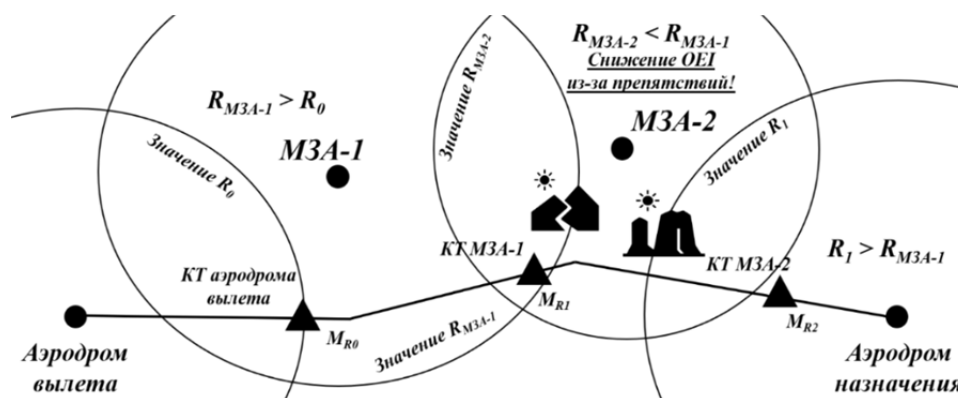 R_МЗА-2 < R_МЗА-1
Снижение OEI
из-за препятствий!
R_МЗА-1 > R_0
Значение R_МЗА-2
МЗА-2
МЗА-1
Значение R_0
Значение R_1
КТ МЗА-1
R_1 > R_МЗА-1
КТ аэродрома
вылета
КТ МЗА-2
M_R1
M_R2
M_R0
Значение R_МЗА-1
Аэродром
вылета
Аэродром
назначения